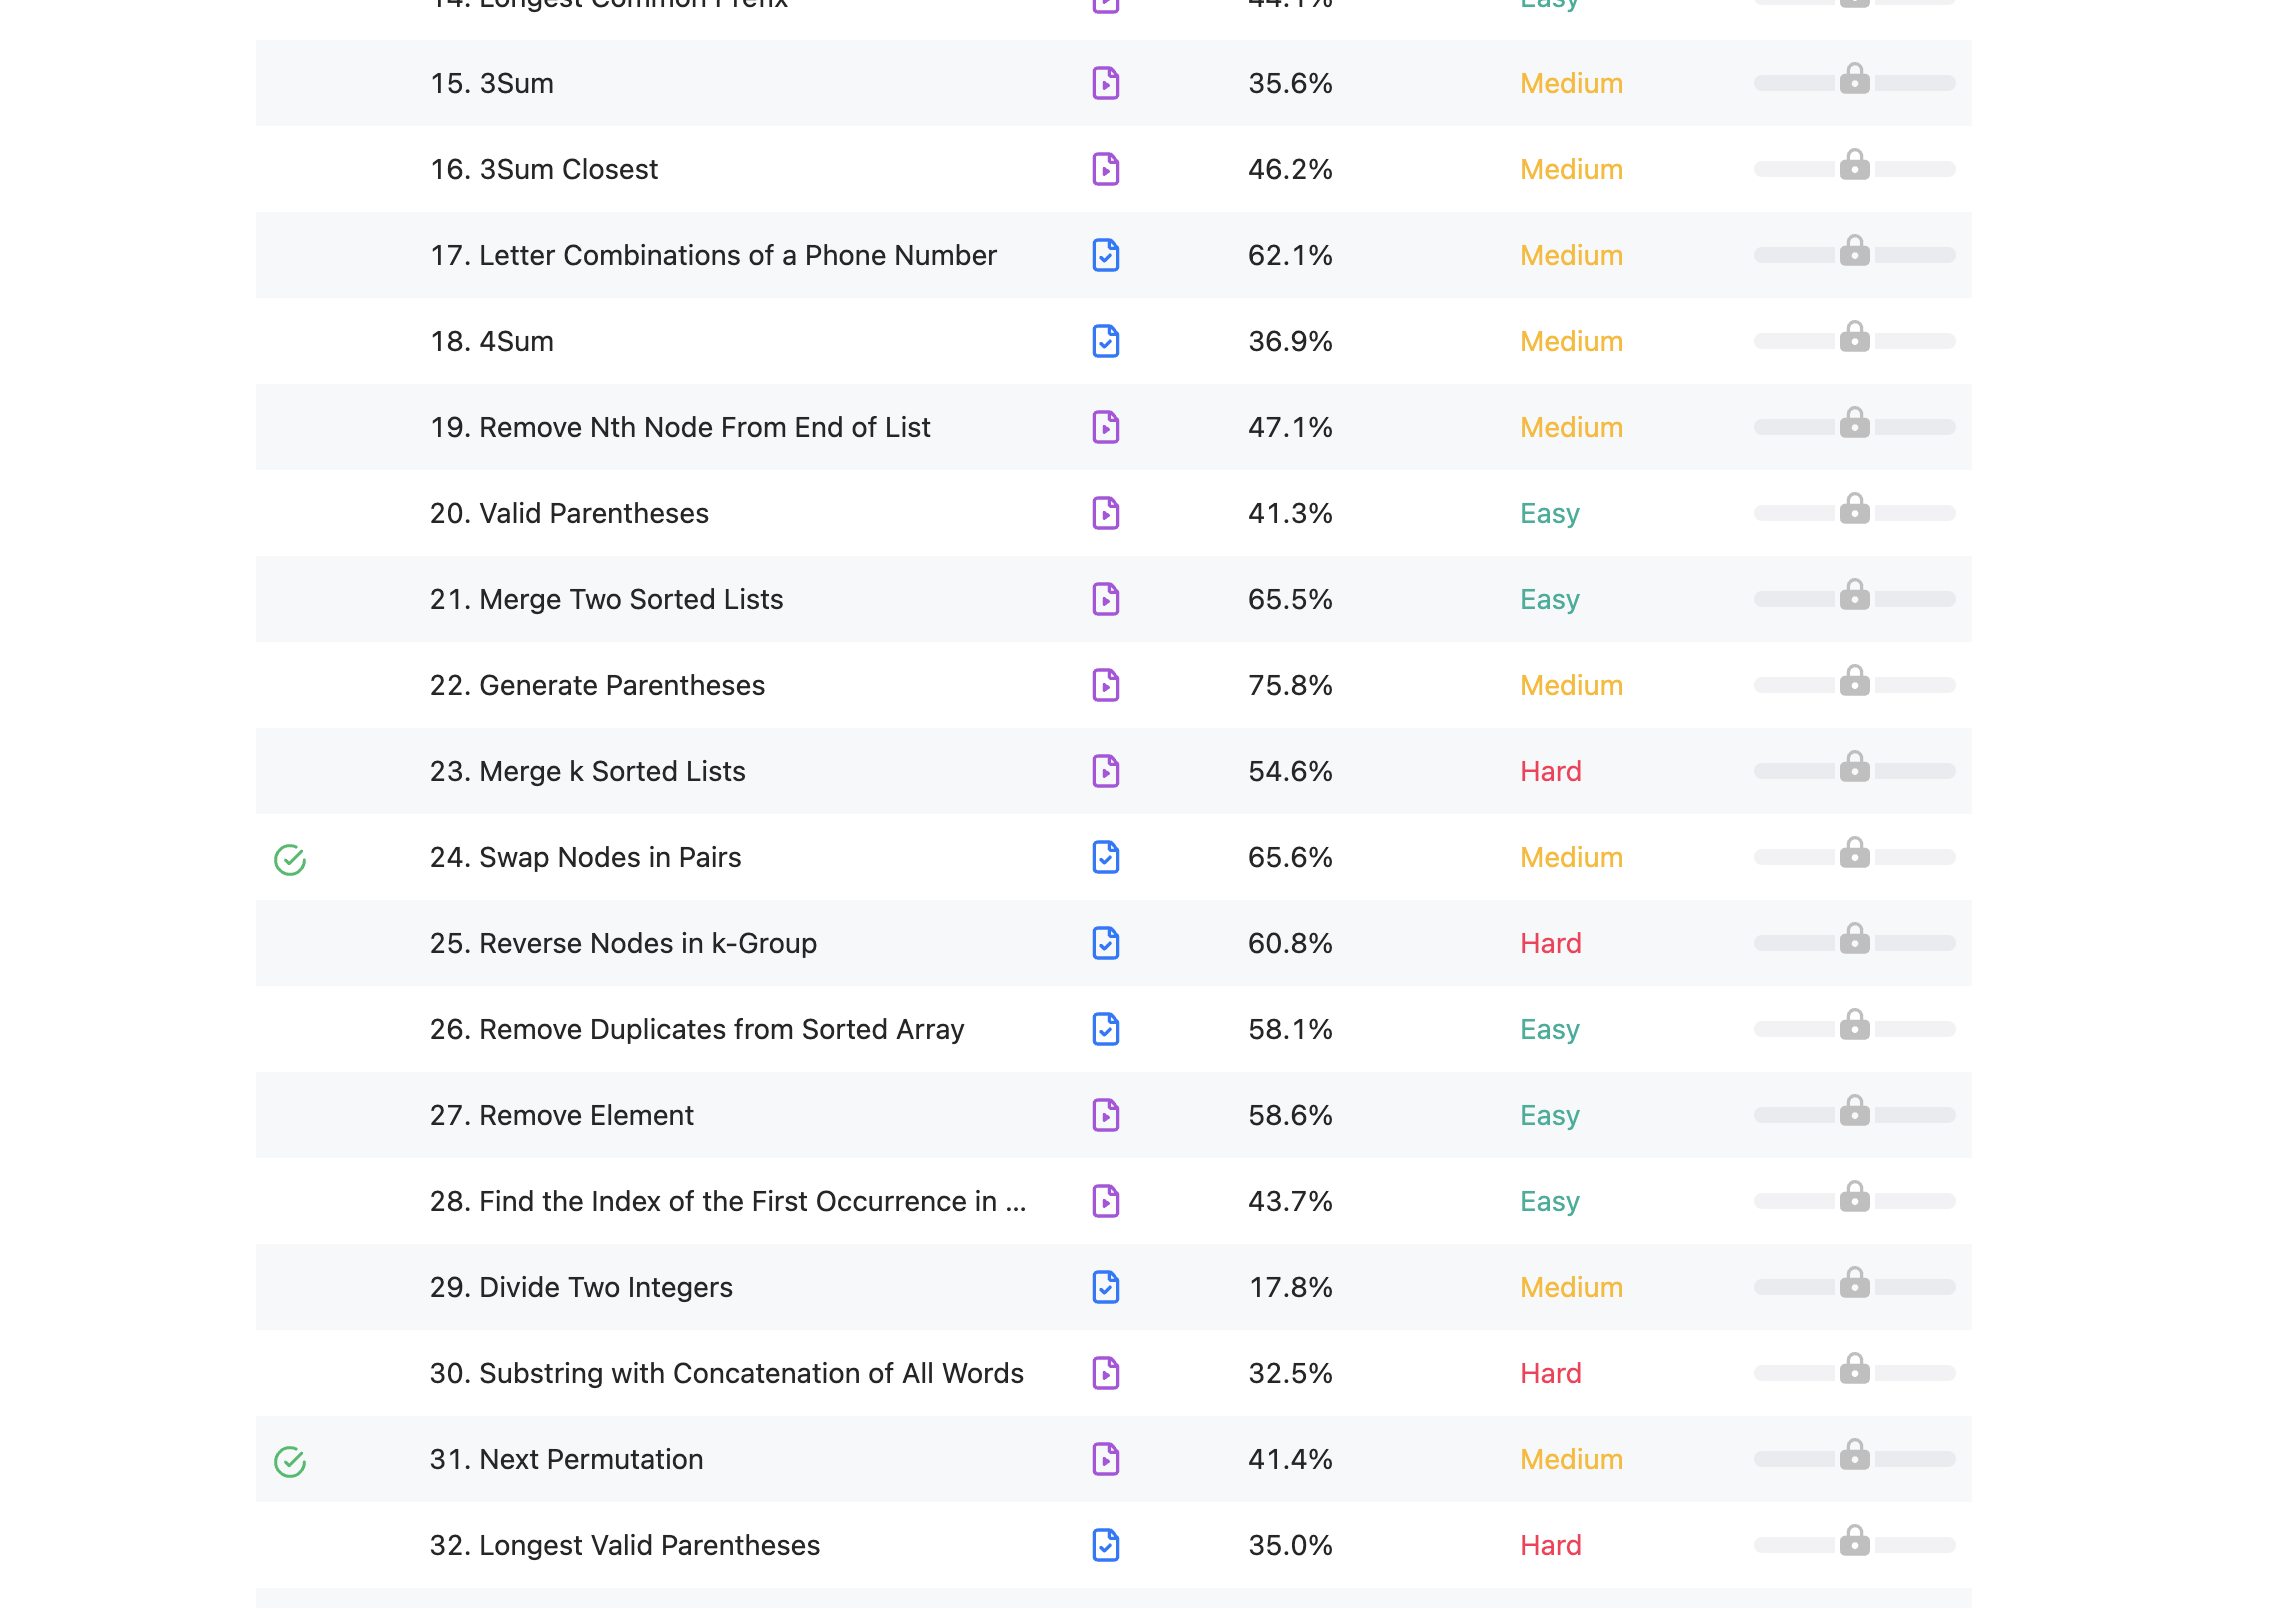 14. Longest Common Prefix 44.1% Easy
15. 3Sum 35.6% Medium
16. 3Sum Closest 46.2% Medium
17. Letter Combinations of a Phone Number 62.1% Medium
18. 4Sum 36.9% Medium
19. Remove Nth Node From End of List 47.1% Medium
20. Valid Parentheses 41.3% Easy
21. Merge Two Sorted Lists 65.5% Easy
22. Generate Parentheses 75.8% Medium
23. Merge k Sorted Lists 54.6% Hard
24. Swap Nodes in Pairs 65.6% Medium
25. Reverse Nodes in k-Group 60.8% Hard
26. Remove Duplicates from Sorted Array 58.1% Easy
27. Remove Element 58.6% Easy
28. Find the Index of the First Occurrence in ... 43.7% Easy
29. Divide Two Integers 17.8% Medium
30. Substring with Concatenation of All Words 32.5% Hard
31. Next Permutation 41.4% Medium
32. Longest Valid Parentheses 35.0% Hard